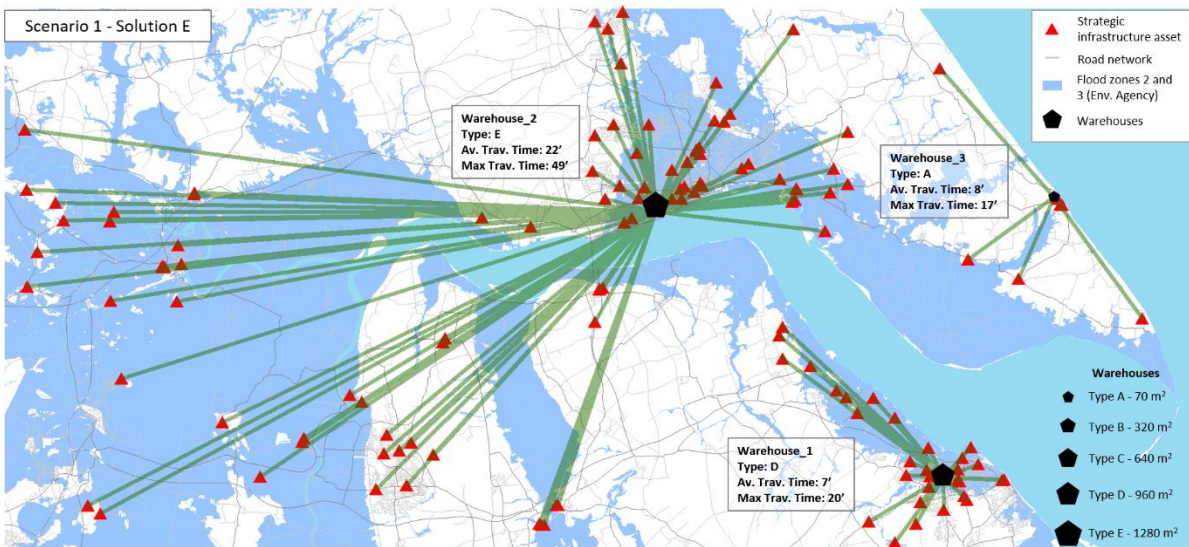 Scenario 1 - Solution E
Strategic
infrastructure asset
Road network
Flood zones 2 and
3 (Env. Agency)
Warehouses
Warehouse_2
Type: E
Av. Trav. Time: 22'
Max Trav. Time: 49'
Warehouse_3
Type: A
Av. Trav. Time: 8'
Max Trav. Time: 17'
Warehouse_1
Type: D
Av. Trav. Time: 7'
Max Trav. Time: 20'
Warehouses
Type A - 70 m²
Type B - 320 m²
Type C - 640 m²
Type D - 960 m²
Type E - 1280 m²